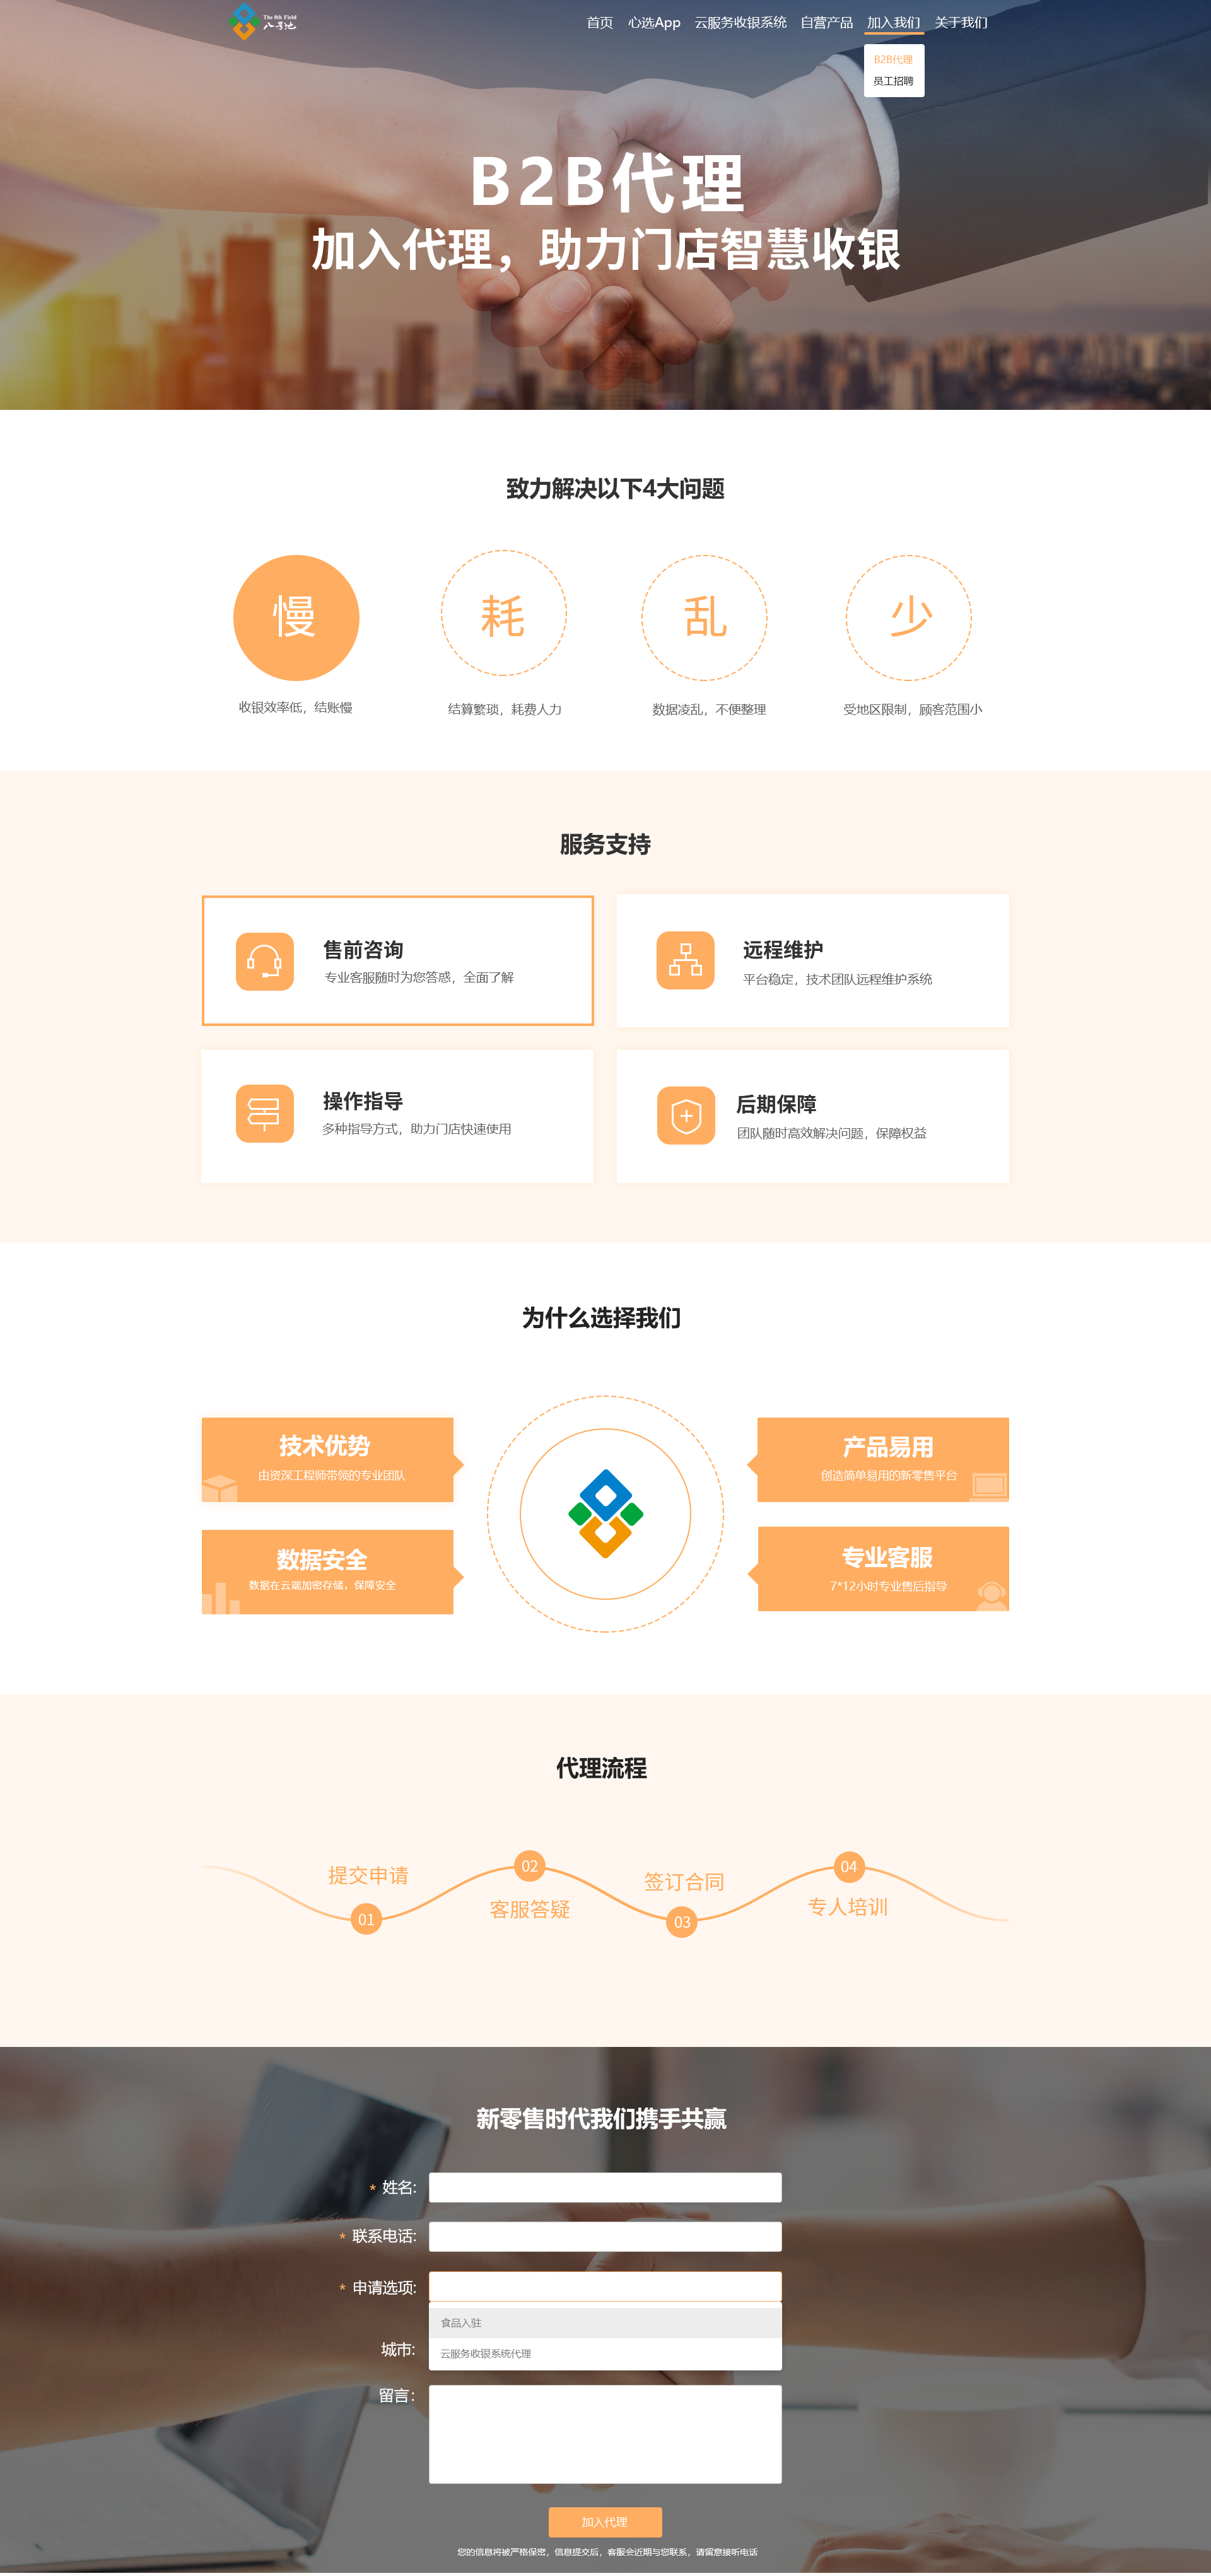 The 8th Field
八号池
首页 心选App 云服务收银系统 自营产品 加入我们 关于我们
B2B代理
员工招聘
B2B代理
加入代理，助力门店智慧收银
致力解决以下4大问题
慢 耗 乱 少
收银效率低，结账慢 结算繁琐，耗费人力 数据凌乱，不便整理 受地区限制，顾客范围小
服务支持
售前咨询
专业客服随时为您答惑，全面了解
远程维护
平台稳定，技术团队远程维护系统
操作指导
多种指导方式，助力门店快速使用
后期保障
团队随时高效解决问题，保障权益
为什么选择我们
技术优势
由资深工程师带领的专业团队
产品易用
创造简单易用的新零售平台
数据安全
数据在云端加密存储，保障安全
专业客服
7*12小时专业售后指导
代理流程
提交申请
01
02
客服答疑
签订合同
03
04
专人培训
新零售时代我们携手共赢
* 姓名:
* 联系电话:
* 申请选项:
食品入驻
城市:
云服务收银系统代理
留言：
加入代理
您的信息将被严格保密，信息提交后，客服会近期与您联系，请留意接听电话